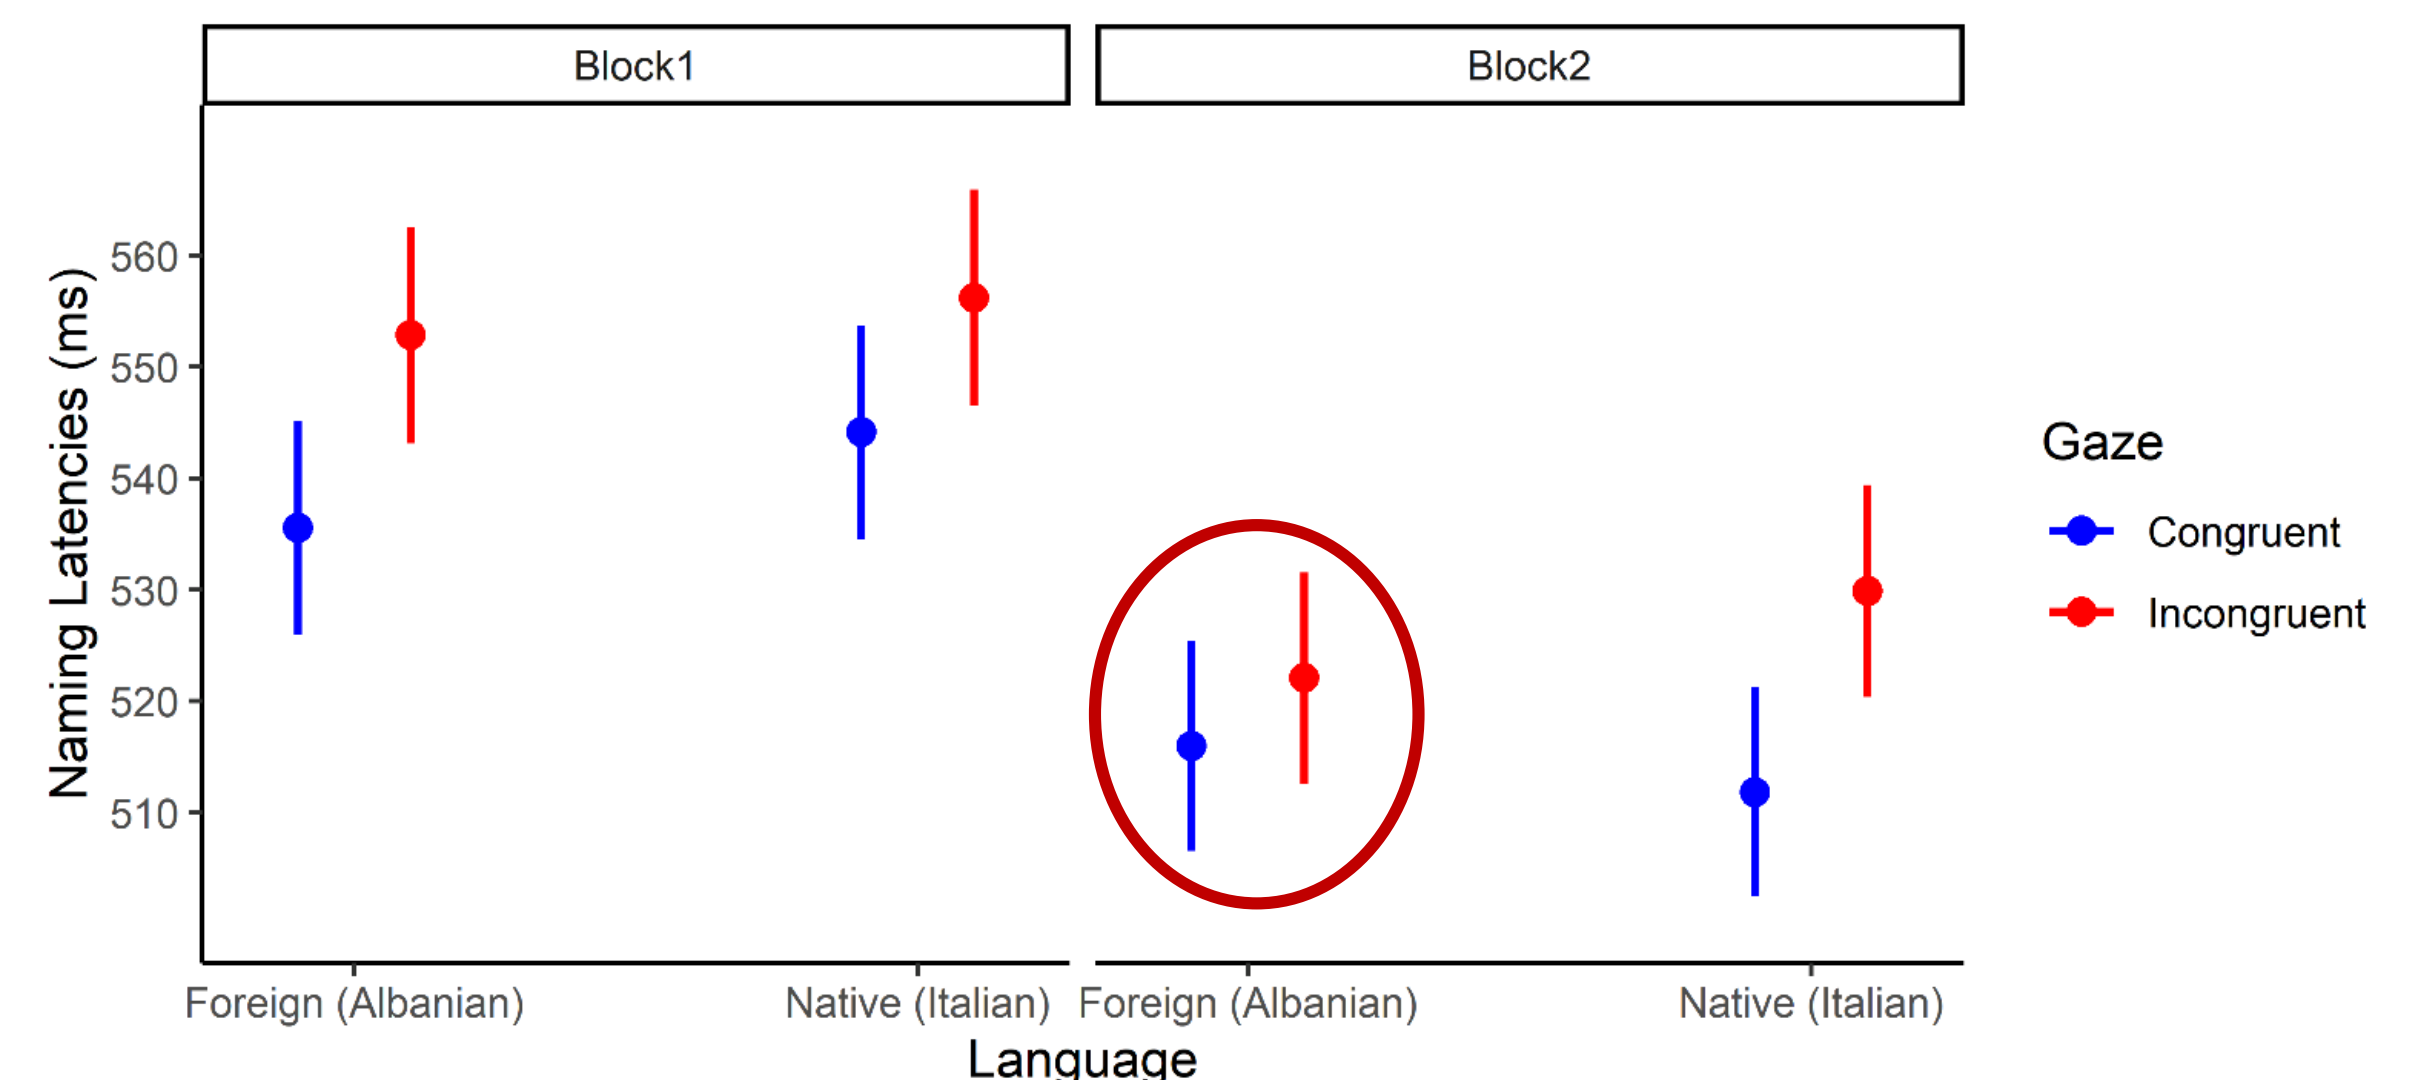 Block1
Block2
Naming Latencies (ms)
560
550
540
530
520
510
Foreign (Albanian)
Native (Italian)
Foreign (Albanian)
Native (Italian)
Language
Gaze
Congruent
Incongruent